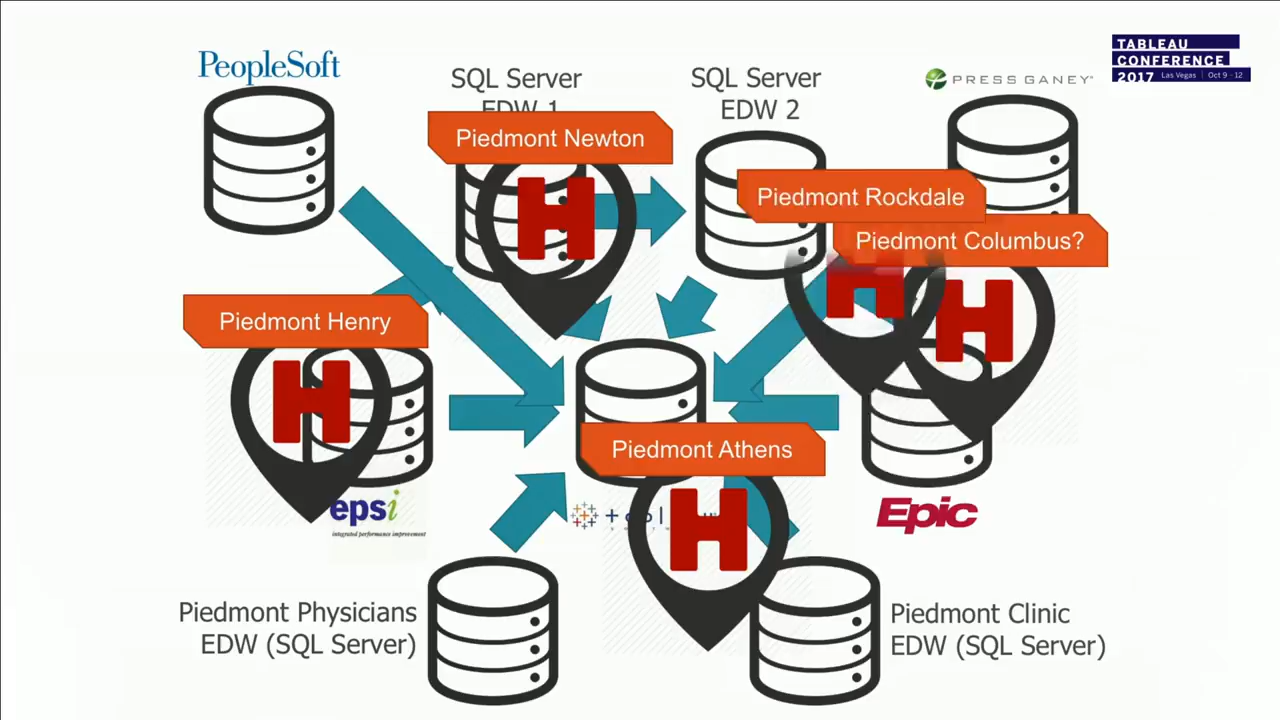 PeopleSoft
SQL Server
EDW 1
SQL Server
EDW 2
PRESS GANEY
TABLEAU
CONFERENCE
2017 Las Vegas | Oct 9 - 12
Piedmont Newton
H
Piedmont Rockdale
H
Piedmont Columbus?
H
Piedmont Henry
H
epsi
integrated performance improvement
Piedmont Athens
H
Epic
Piedmont Physicians
EDW (SQL Server)
Piedmont Clinic
EDW (SQL Server)